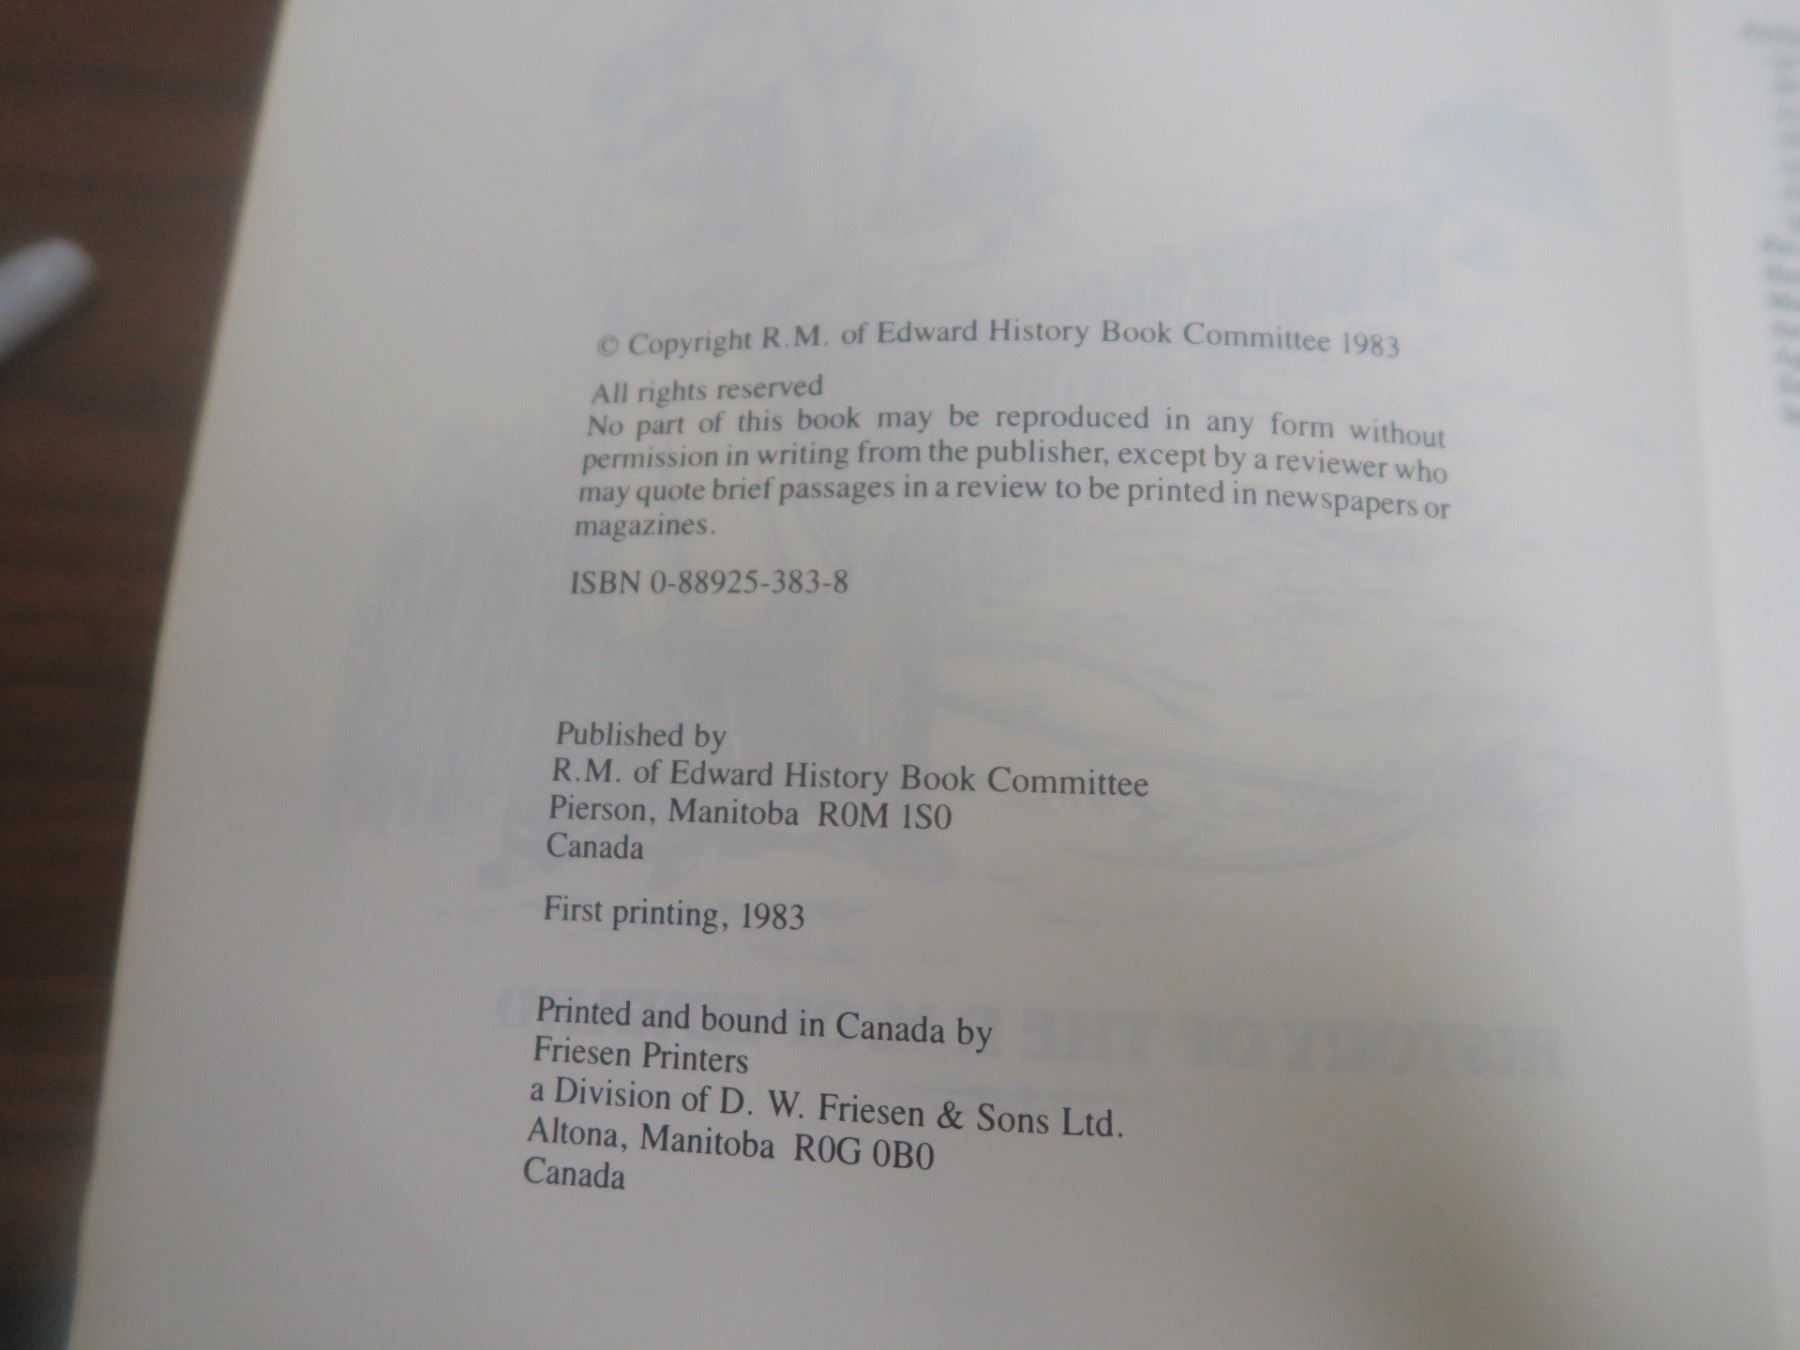 © Copyright R.M. of Edward History Book Committee 1983
All rights reserved
No part of this book may be reproduced in any form without
permission in writing from the publisher, except by a reviewer who
may quote brief passages in a review to be printed in newspapers or
magazines.
ISBN 0-88925-383-8
Published by
R.M. of Edward History Book Committee
Pierson, Manitoba R0M 1S0
Canada
First printing, 1983
Printed and bound in Canada by
Friesen Printers
a Division of D. W. Friesen & Sons Ltd.
Altona, Manitoba R0G 0B0
Canada
HISTORY OF THE